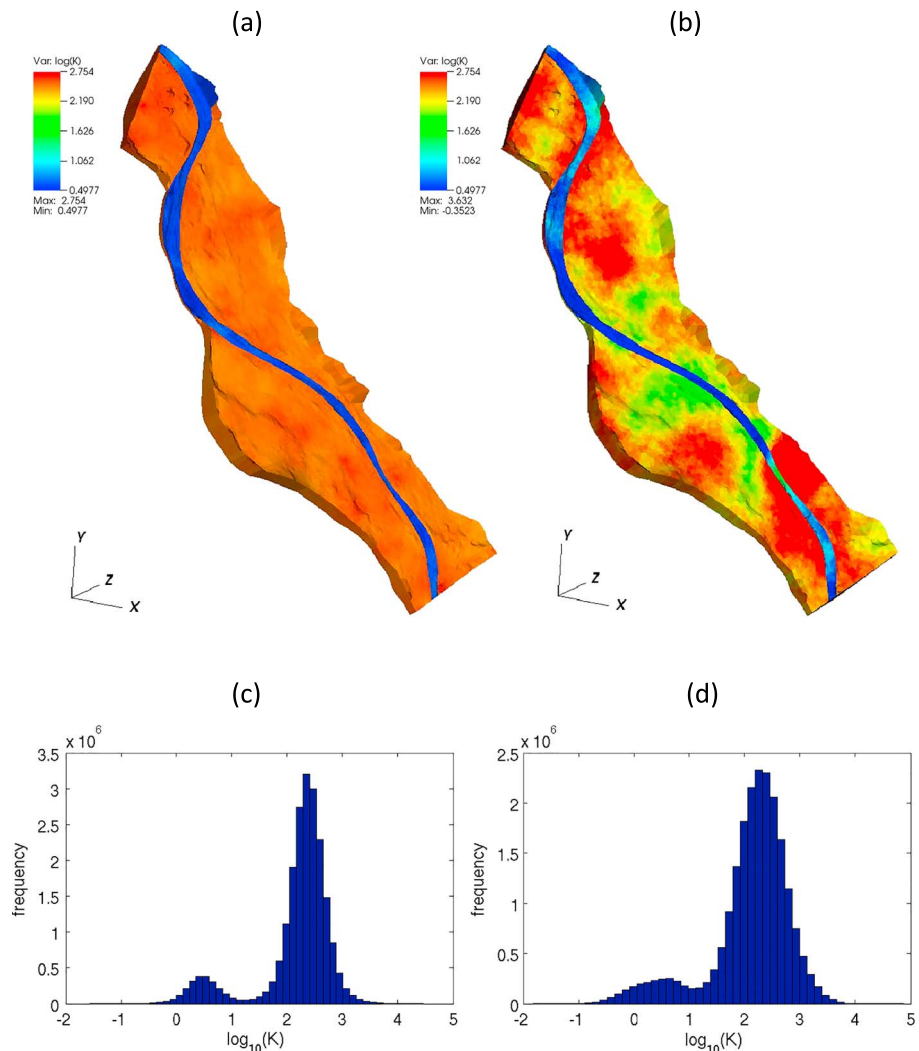 (a)
(b)
Var: log(K)
2.754
2.190
1.626
1.062
0.4977
Max: 2.754
Min: 0.4977
Var: log(K)
2.754
2.190
1.626
1.062
0.4977
Max: 3.632
Min: -0.3523
Y
Z
X
Y
Z
X
(c)
(d)
x 10^6
3.5
3
2.5
2
1.5
1
0.5
0
frequency
-2 -1 0 1 2 3 4 5
log10(K)
x 10^6
2.5
2
1.5
1
0.5
0
frequency
-2 -1 0 1 2 3 4 5
log10(K)